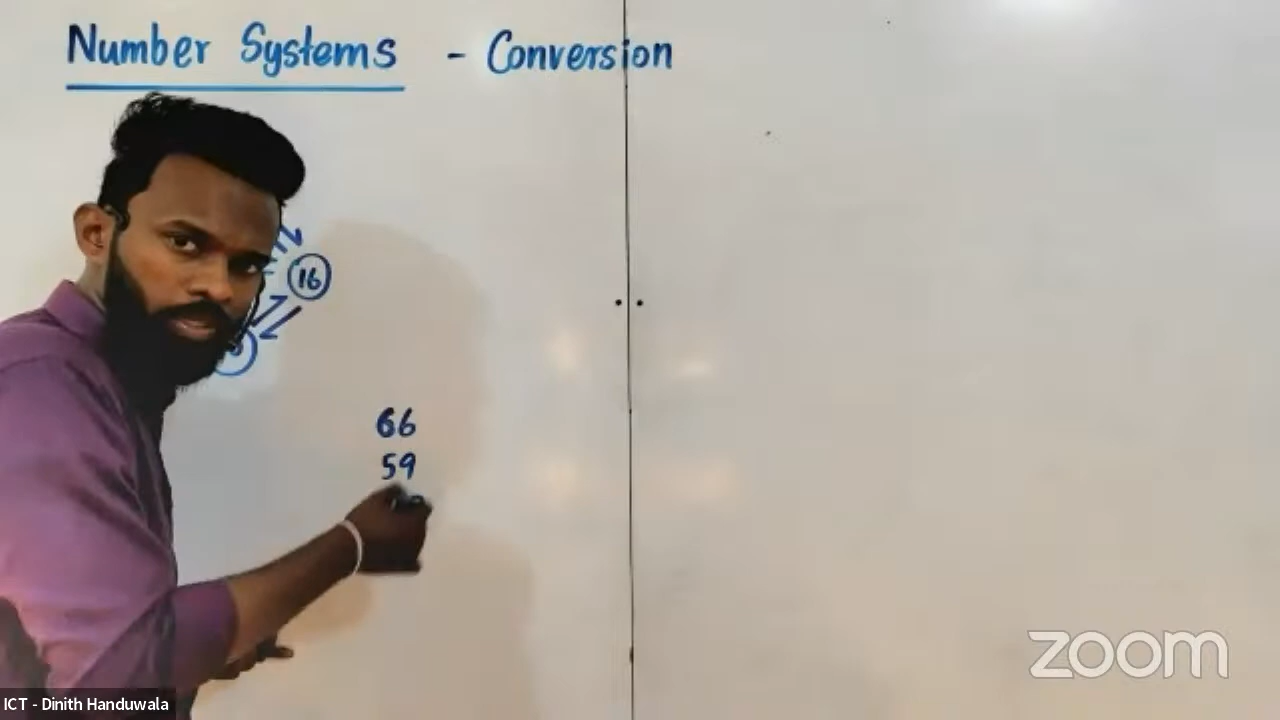 Number Systems - Conversion
16
66
59
zoom
ICT - Dinith Handuwala